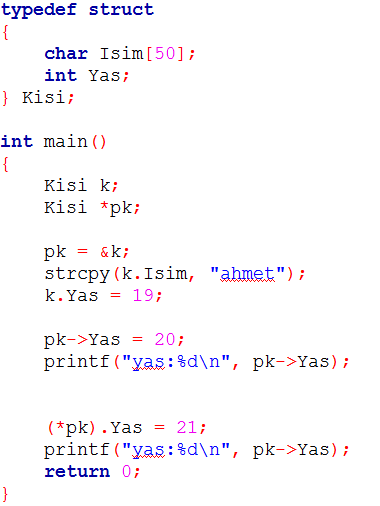 typedef struct
{
    char Isim[50];
    int Yas;
} Kisi;

int main()
{
    Kisi k;
    Kisi *pk;

    pk = &k;
    strcpy(k.Isim, "ahmet");
    k.Yas = 19;

    pk->Yas = 20;
    printf("yas:%d\n", pk->Yas);

    (*pk).Yas = 21;
    printf("yas:%d\n", pk->Yas);
    return 0;
}